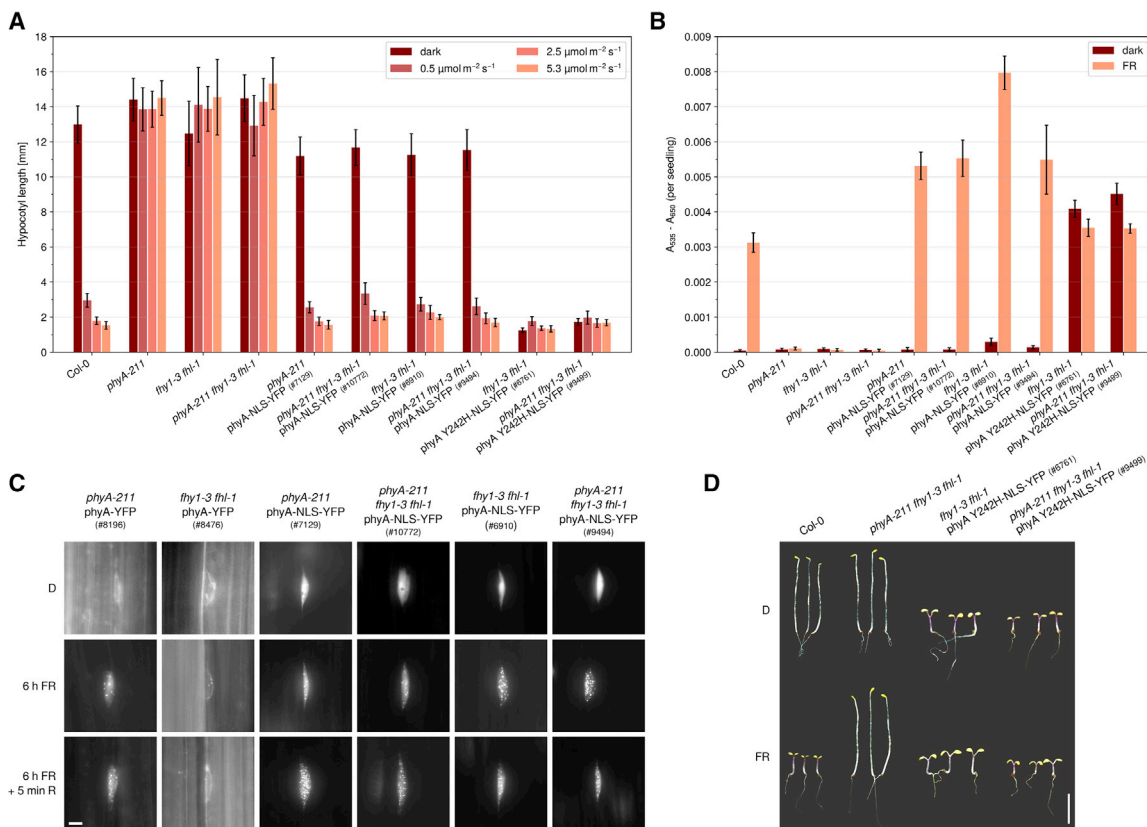 A
Hypocotyl length [mm]
18
16
14
12
10
8
6
4
2
0
dark
0.5 µmol m⁻² s⁻¹
2.5 µmol m⁻² s⁻¹
5.3 µmol m⁻² s⁻¹
Col-0
phyA-211
fhy1-3 fhl-1
phyA-211 fhy1-3 fhl-1
phyA-211
phyA-NLS-YFP (#7129)
phyA-211 fhy1-3 fhl-1
phyA-NLS-YFP (#10772)
fhy1-3 fhl-1
phyA-NLS-YFP (#6910)
phyA-211 fhy1-3 fhl-1
phyA-NLS-YFP (#9494)
fhy1-3 fhl-1
phyA Y242H-NLS-YFP (#6761)
phyA-211 fhy1-3 fhl-1
phyA Y242H-NLS-YFP (#9499)
B
A₅₃₅ - A₆₅₀ (per seedling)
0.009
0.008
0.007
0.006
0.005
0.004
0.003
0.002
0.001
0.000
dark
FR
Col-0
phyA-211
fhy1-3 fhl-1
phyA-211 fhy1-3 fhl-1
phyA-211
phyA-NLS-YFP (#7129)
phyA-211 fhy1-3 fhl-1
phyA-NLS-YFP (#10772)
fhy1-3 fhl-1
phyA-NLS-YFP (#6910)
phyA-211 fhy1-3 fhl-1
phyA-NLS-YFP (#9494)
fhy1-3 fhl-1
phyA Y242H-NLS-YFP (#6761)
phyA-211 fhy1-3 fhl-1
phyA Y242H-NLS-YFP (#9499)
C
phyA-211
phyA-YFP
(#8196)
fhy1-3 fhl-1
phyA-YFP
(#8476)
phyA-211
phyA-NLS-YFP
(#7129)
phyA-211
fhy1-3 fhl-1
phyA-NLS-YFP
(#10772)
fhy1-3 fhl-1
phyA-NLS-YFP
(#6910)
phyA-211
fhy1-3 fhl-1
phyA-NLS-YFP
(#9494)
D
6 h FR
6 h FR
+ 5 min R
D
Col-0
phyA-211 fhy1-3 fhl-1
fhy1-3 fhl-1
phyA Y242H-NLS-YFP (#6761)
phyA-211 fhy1-3 fhl-1
phyA Y242H-NLS-YFP (#9499)
D
FR